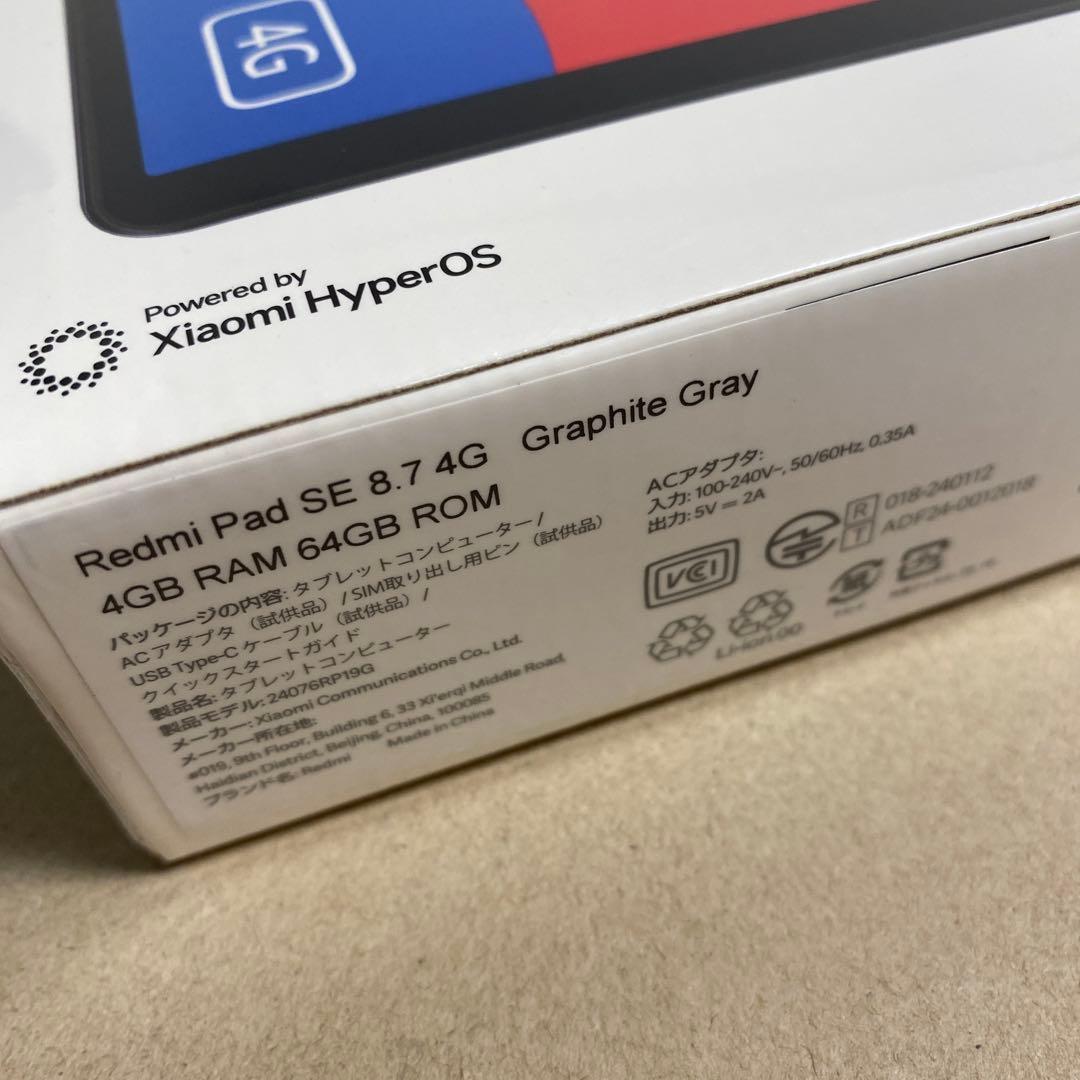 4G
Powered by
Xiaomi HyperOS
Redmi Pad SE 8.7 4G Graphite Gray
4GB RAM 64GB ROM
パッケージの内容: タブレットコンピューター /
ACアダプタ（試供品）/ SIM取り出し用ピン（試供品）
USB Type-C ケーブル（試供品）/
クイックスタートガイド
製品名: タブレットコンピューター
製品モデル: 24076RP19G
メーカー: Xiaomi Communications Co., Ltd.
メーカー所在地:
#019, 9th Floor, Building 6, 33 Xi'erqi Middle Road,
Haidian District, Beijing, China, 100085
ブランド名: Redmi Made in China
ACアダプタ:
入力: 100-240V~, 50/60Hz, 0.35A
出力: 5V = 2A
VCCI
R 018-240112
T ADF24-0012018
Li-ion 00